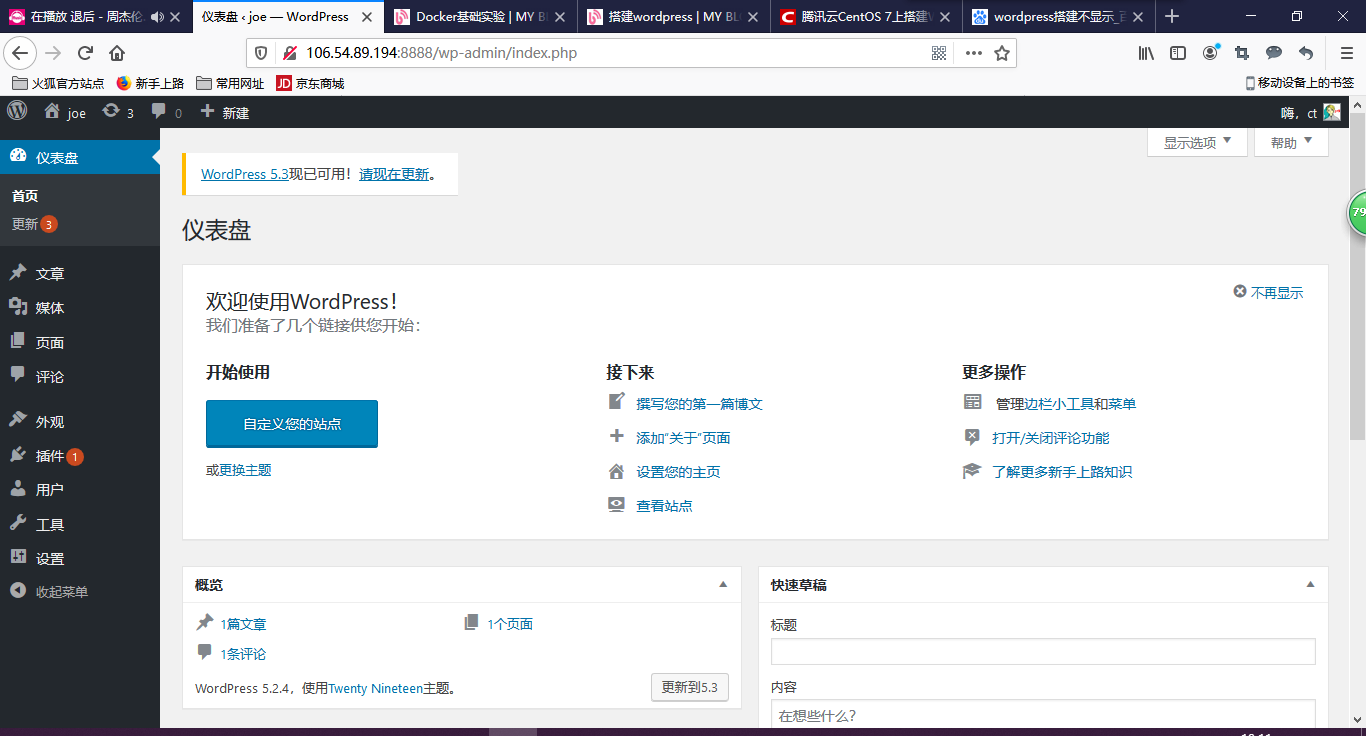 在播放 退后 - 周杰伦
仪表盘 ‹ joe — WordPress
Docker基础实验 | MY B
搭建wordpress | MY BLO
腾讯云CentOS 7上搭建
wordpress搭建不显示_百
106.54.89.194:8888/wp-admin/index.php
火狐官方站点 新手上路 常用网址 JD 京东商城 移动设备上的书签
joe 3 0 新建 嗨，ct
显示选项 帮助
仪表盘
首页
更新 3
文章
媒体
页面
评论
外观
插件 1
用户
工具
设置
收起菜单
WordPress 5.3现已可用！请现在更新。
79
仪表盘
欢迎使用WordPress！
不再显示
我们准备了几个链接供您开始：
开始使用
自定义您的站点
或更换主题
接下来
撰写您的第一篇博文
添加“关于”页面
设置您的主页
查看站点
更多操作
管理边栏小工具和菜单
打开/关闭评论功能
了解更多新手上路知识
概览
1篇文章
1个页面
1条评论
WordPress 5.2.4，使用Twenty Nineteen主题。
更新到5.3
快速草稿
标题
内容
在想些什么？